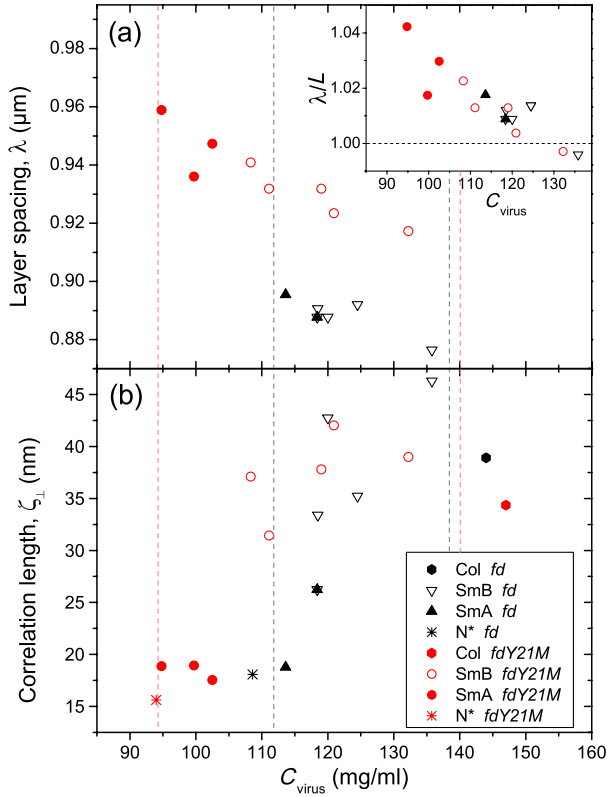 (a)
0.98
0.96
0.94
0.92
0.90
0.88
Layer spacing, λ (µm)
1.04
1.02
1.00
λ/L
90 100 110 120 130
C virus
(b)
45
40
35
30
25
20
15
Correlation length, ζ⊥ (nm)
Col fd
SmB fd
SmA fd
N* fd
Col fdY21M
SmB fdY21M
SmA fdY21M
N* fdY21M
90 100 110 120 130 140 150 160
C virus (mg/ml)